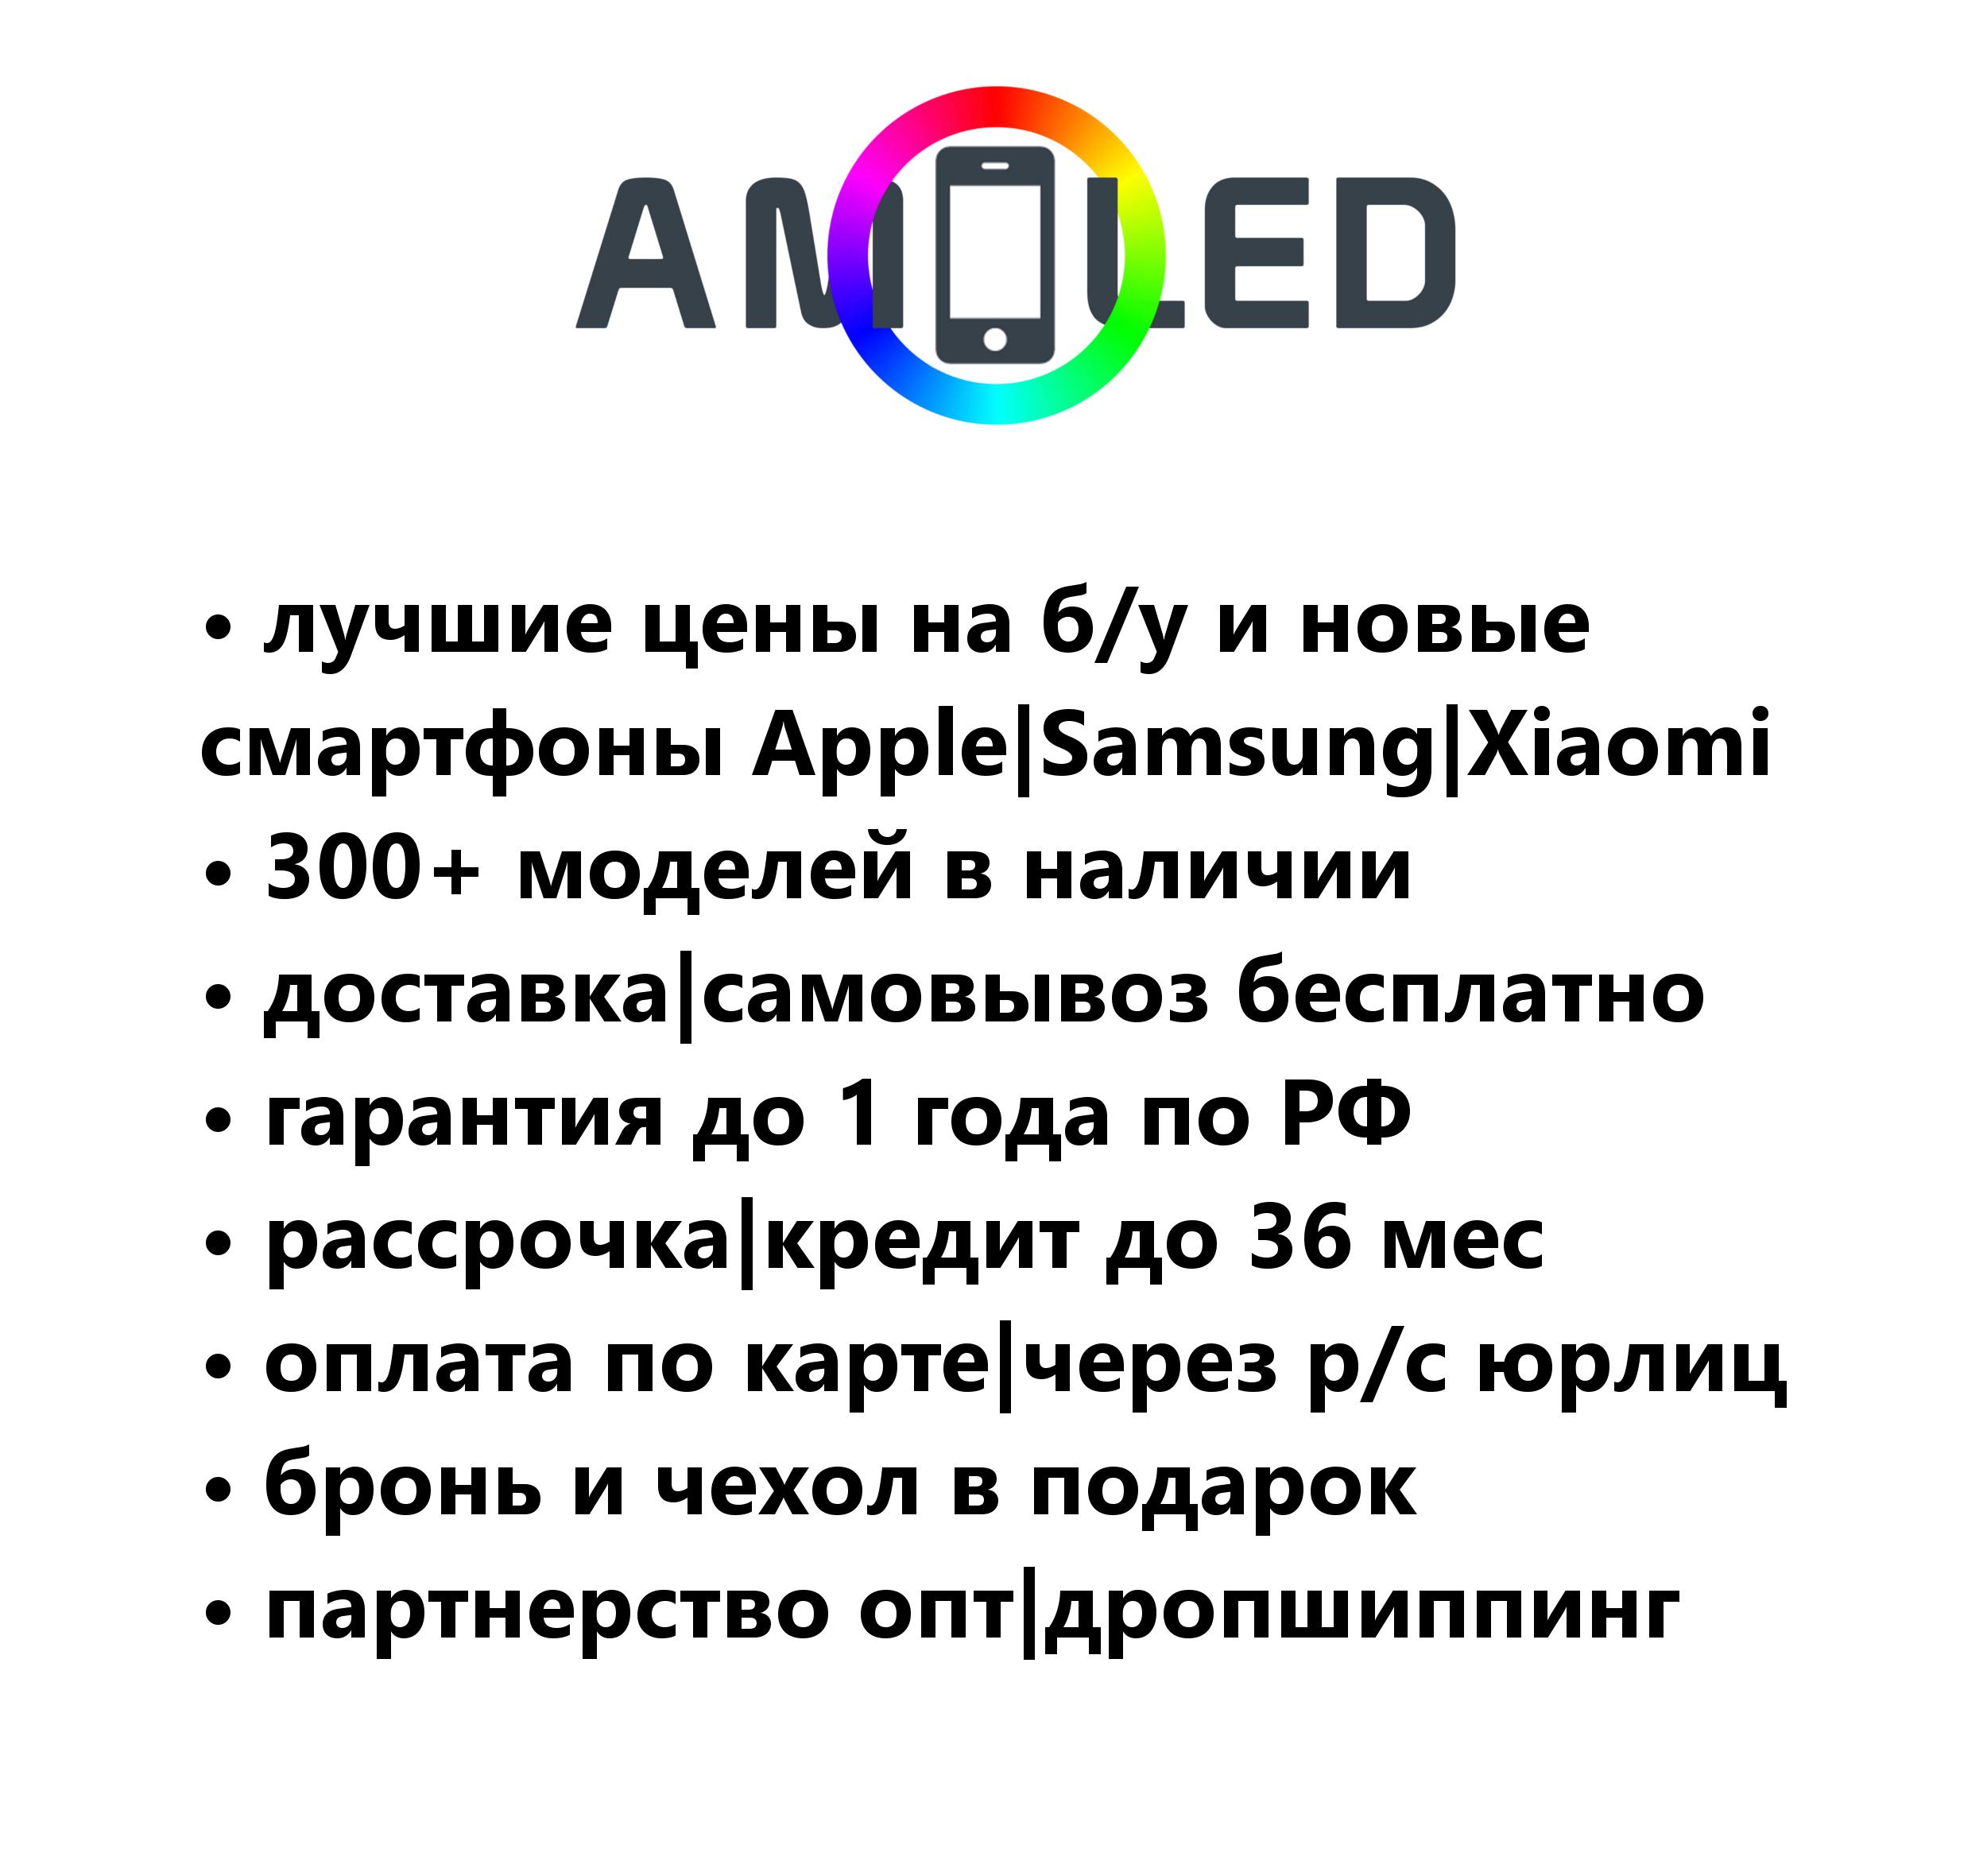 AMOLED
• лучшие цены на б/у и новые
смартфоны Apple|Samsung|Xiaomi
• 300+ моделей в наличии
• доставка|самовывоз бесплатно
• гарантия до 1 года по РФ
• рассрочка|кредит до 36 мес
• оплата по карте|через р/с юрлиц
• бронь и чехол в подарок
• партнерство опт|дропшиппинг